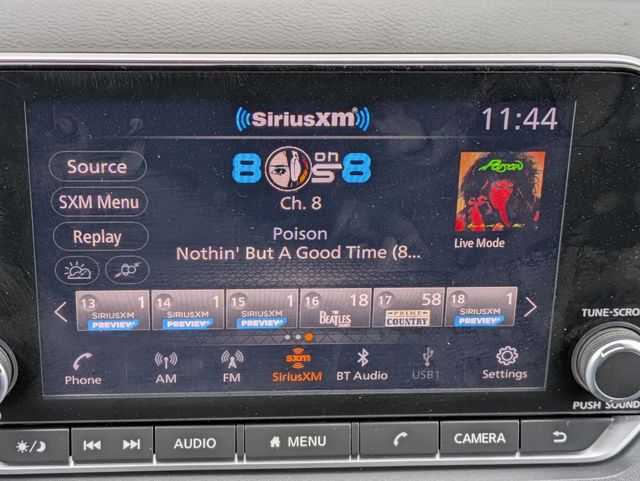 SiriusXM
11:44
Source
80s on 8
Poison
SXM Menu
Ch. 8
Replay
Poison
Live Mode
Nothin' But A Good Time (8...
13 1 14 1 15 1 16 18 17 58 18 1
SIRIUSXM PREVIEW SIRIUSXM PREVIEW SIRIUSXM PREVIEW THE BEATLES CHANNEL PRIME COUNTRY SIRIUSXM PREVIEW
TUNE·SCRO
sxm
Phone AM FM SiriusXM BT Audio USB1 Settings
PUSH SOUND
AUDIO MENU CAMERA